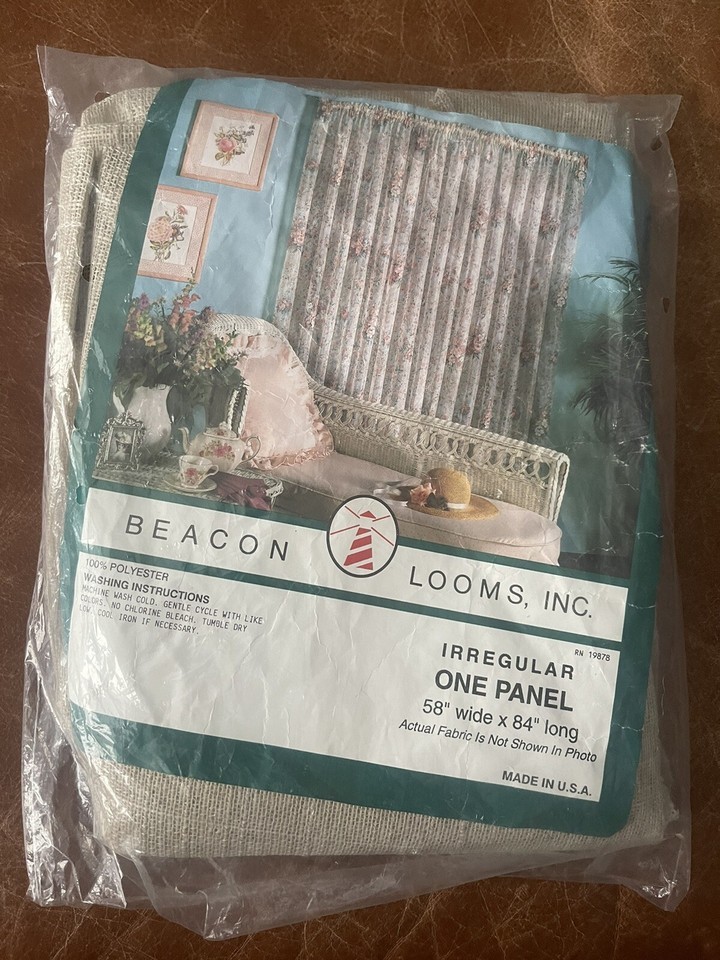 BEACON LOOMS, INC.
100% POLYESTER
WASHING INSTRUCTIONS
MACHINE WASH COLD. GENTLE CYCLE WITH LIKE
COLORS. NO CHLORINE BLEACH. TUMBLE DRY
LOW. COOL IRON IF NECESSARY.
RN 19878
IRREGULAR
ONE PANEL
58" wide x 84" long
Actual Fabric Is Not Shown In Photo
MADE IN U.S.A.